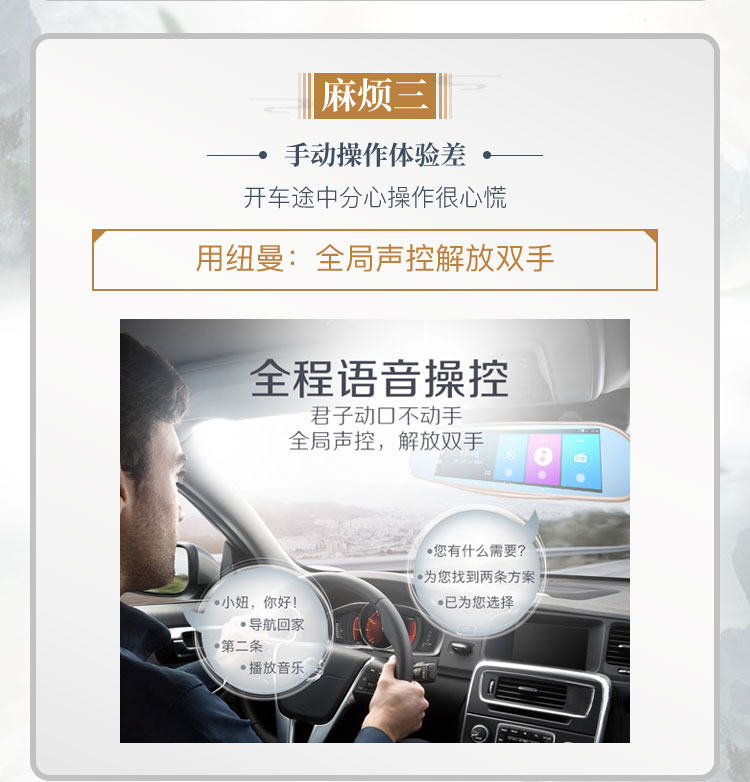 麻烦三
手动操作体验差
开车途中分心操作很心慌
用纽曼：全局声控解放双手
全程语音操控
君子动口不动手
全局声控，解放双手
•您有什么需要？
•为您找到两条方案
•已为您选择
•小妞，你好！
•导航回家
•第二条
•播放音乐